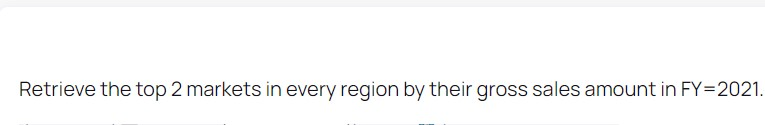 Retrieve the top 2 markets in every region by their gross sales amount in FY=2021.